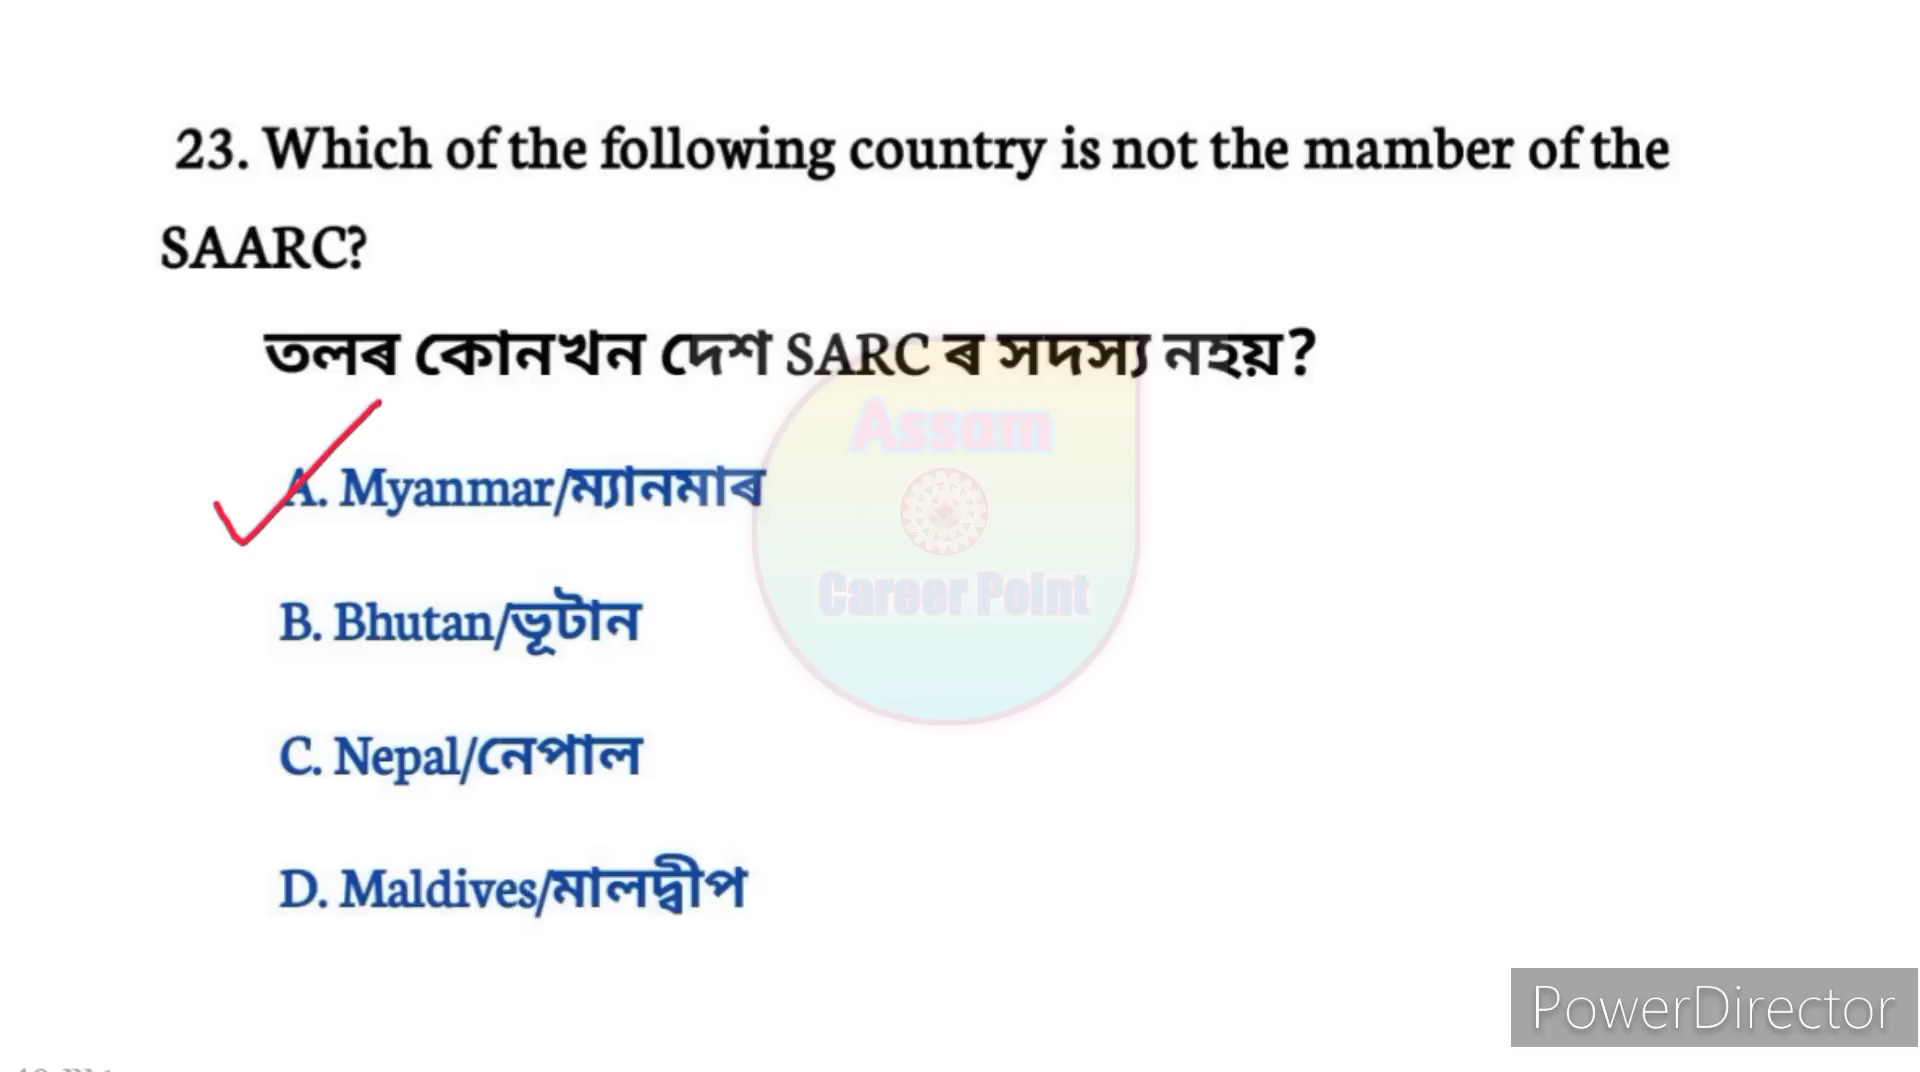 23. Which of the following country is not the mamber of the
SAARC?
তলৰ কোনখন দেশ SARC ৰ সদস্য নহয়?
A. Myanmar/ম্যানমাৰ
B. Bhutan/ভূটান
C. Nepal/নেপাল
D. Maldives/মালদ্বীপ
Assam
Career Point
PowerDirector